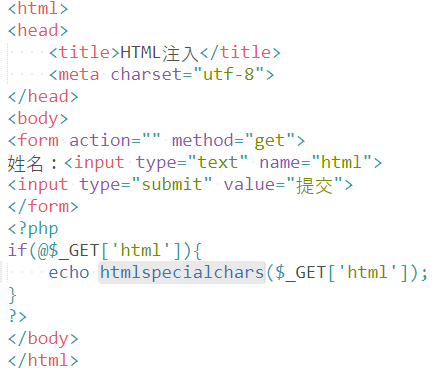 <html>
<head>
    <title>HTML注入</title>
    <meta charset="utf-8">
</head>
<body>
<form action="" method="get">
姓名：<input type="text" name="html">
<input type="submit" value="提交">
</form>
<?php
if(@$_GET['html']){
    echo htmlspecialchars($_GET['html']);
}
?>
</body>
</html>